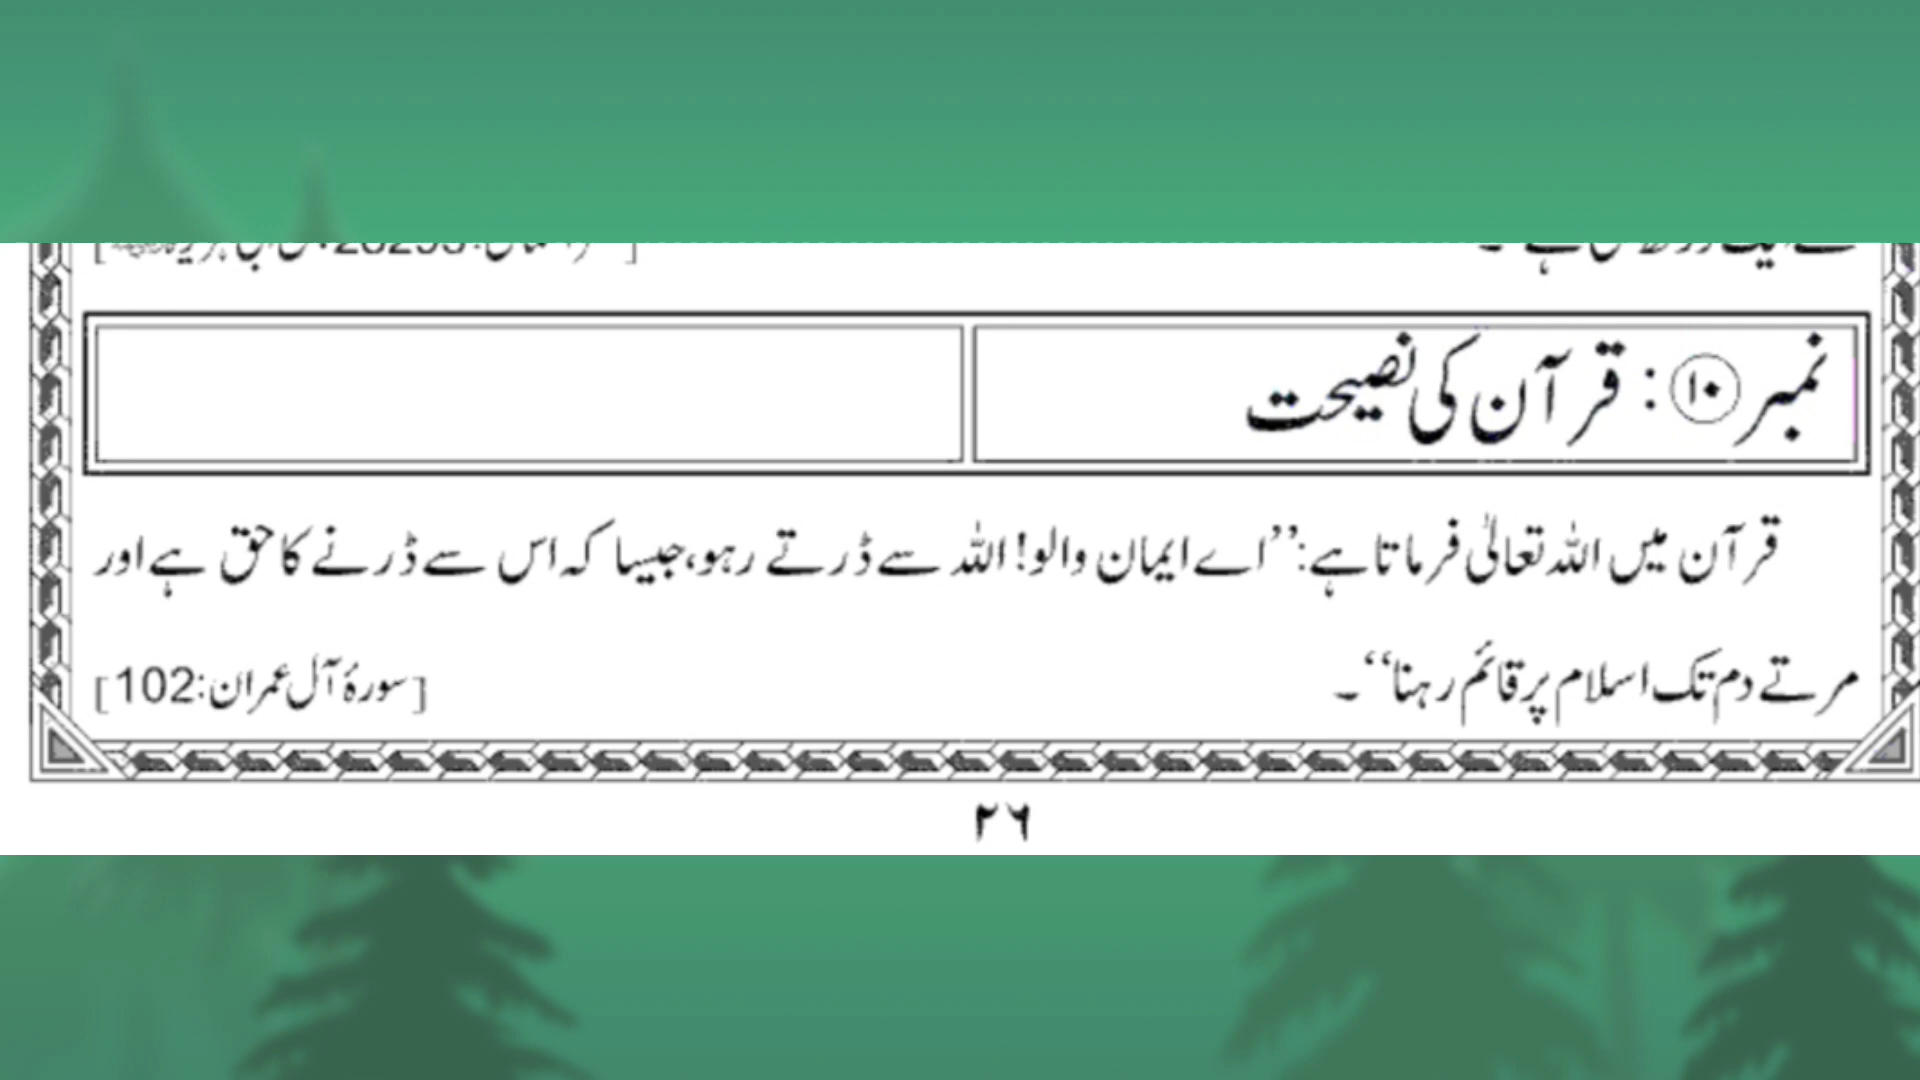 نمبر ۱۰ : قرآن کی نصیحت
قرآن میں اللہ تعالیٰ فرماتا ہے: ’’اے ایمان والو! اللہ سے ڈرتے رہو، جیسا کہ اس سے ڈرنے کا حق ہے اور
مرتے دم تک اسلام پر قائم رہنا‘‘۔ [سورۂ آل عمران:102]
۲۶